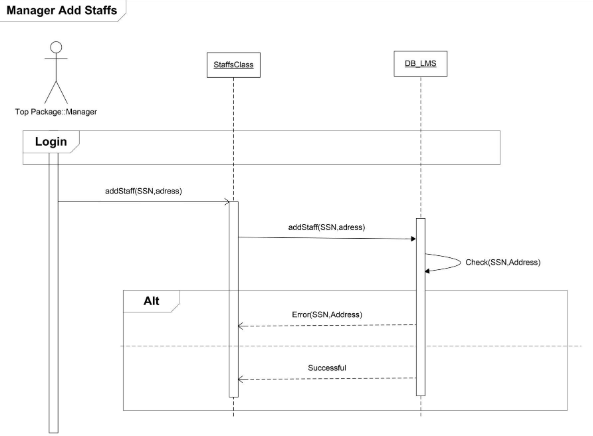 Manager Add Staffs
StaffsClass
DB_LMS
Top Package::Manager
Login
addStaff(SSN,adress)
addStaff(SSN,adress)
Check(SSN,Address)
Alt
Error(SSN,Address)
Successful